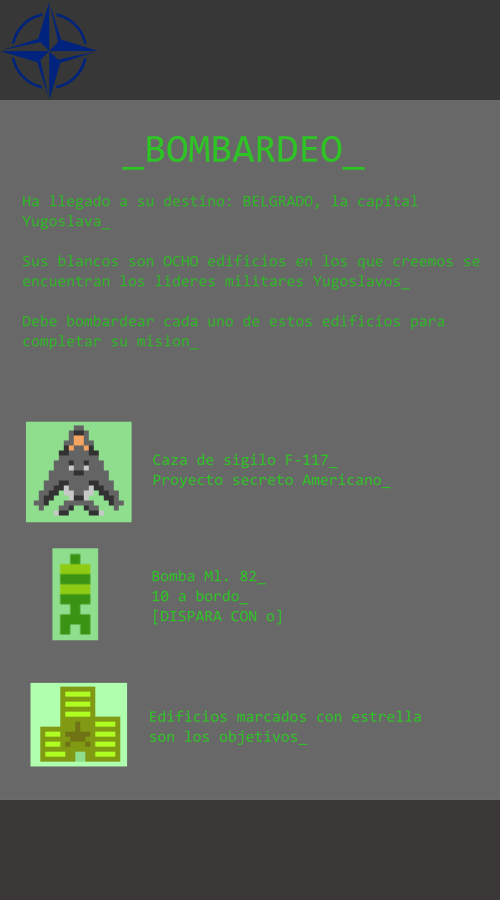 _BOMBARDEO_
Ha llegado a su destino: BELGRADO, la capital
Yugoslava_
Sus blancos son OCHO edificios en los que creemos se
encuentran los lideres militares Yugoslavos_
Debe bombardear cada uno de estos edificios para
completar su mision_
Caza de sigilo F-117_
Proyecto secreto Americano_
Bomba Ml. 82_
10 a bordo_
[DISPARA CON o]
Edificios marcados con estrella
son los objetivos_